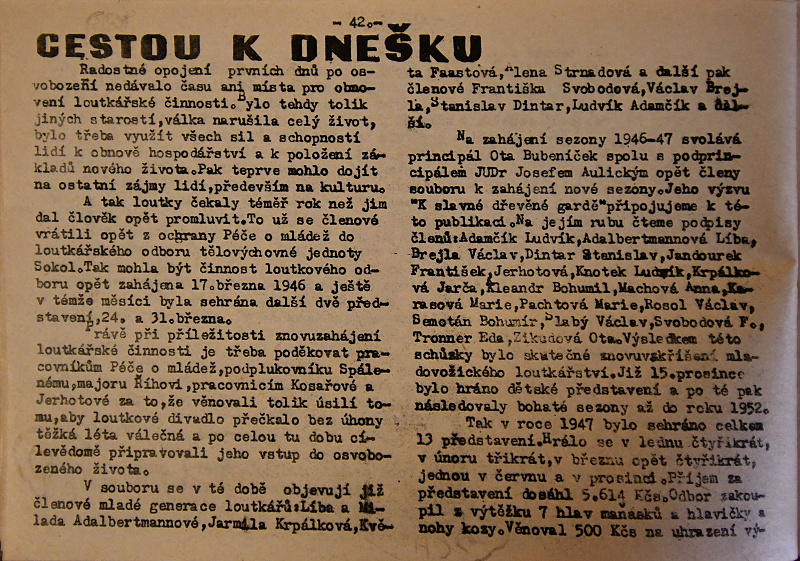 - 42.-
CESTOU K DNEŠKU
Radostné opojení prvních dnů po os-
vobození nedávalo času ani místa pro obno-
vení loutkářské činnosti.Bylo tehdy tolik
jiných starostí,válka narušila celý život,
bylo třeba využít všech sil a schopností
lidí k obnově hospodářství a k položení zá-
kladů nového života.Pak teprve mohlo dojít
na ostatní zájmy lidí,především na kulturu.
A tak loutky čekaly téměř rok než jim
dal člověk opět promluvit.To už se členové
vrátili opět z ochrany Péče o mládež do
loutkářského odboru tělovýchovné jednoty
Sokol.Tak mohla být činnost loutkového od-
boru opět zahájena 17.března 1946 a ještě
v témže měsíci byla sehrána další dvě před-
stavení,24. a 31.března.
Právě při příležitosti znovuzahájení
loutkářské činnosti je třeba poděkovat pra-
covníkům Péče o mládež,podplukovníku Spále-
nému,majoru Říhovi,pracovnicím Kosařové a
Jerhotové za to,že věnovali tolik úsilí to-
mu,aby loutkové divadlo přečkalo bez úhony
těžká léta válečná a po celou tu dobu cí-
levědomě připravovali jeho vstup do osvobo-
zeného života.
V souboru se v té době objevují již
členové mladé generace loutkářů:Líba a Mi-
lada Adalbertmannové,Jarmila Krpálková,Kvě-
ta Faastová,Alena Strnadová a další pak
členové Františka Svobodová,Václav Brej-
la,Stanislav Dintar,Ludvík Adamčík a dal-
ší.
Na zahájení sezony 1946-47 svolává
principál Ota Bubeníček spolu s podprin-
cipálem JUDr Josefem Aulickým opět členy
souboru k zahájení nové sezony.Jeho výzvu
"K slavné dřevěné gardě"připojujeme k té-
to publikaci.Na jejím rubu čteme podpisy
členů:Adamčík Ludvík,Adalbertmannová Líba,
Brejla Václav,Dintar Stanislav,Jandourek
František,Jerhotová,Knotek Ludvík,Krpálko-
vá Jarča,Kleandr Bohumil,Machová Anna,Ka-
rasová Marie,Pachtová Marie,Rosol Václav,
Semotán Bohumír,Slabý Václav,Svobodová F.,
Tronner Eda,Zikudová Ota.Výsledkem této
schůzky bylo skutečné znovuvzkříšení mla-
dovožického loutkářství.Již 15.prosince
bylo hráno dětské představení a po té pak
následovaly bohaté sezony až do roku 1952.
Tak v roce 1947 bylo sehráno celkem
13 představení.Hrálo se v lednu čtyřikrát,
v únoru třikrát,v březnu opět čtyřikrát,
jednou v červnu a v prosinci.Příjem za
představení dosáhl 5.614 Kčs.Odbor zakou-
pil z výtěžku 7 hlav maňásků a hlavičky a
nohy kozy.Věnoval 500 Kčs na uhrazení vý-